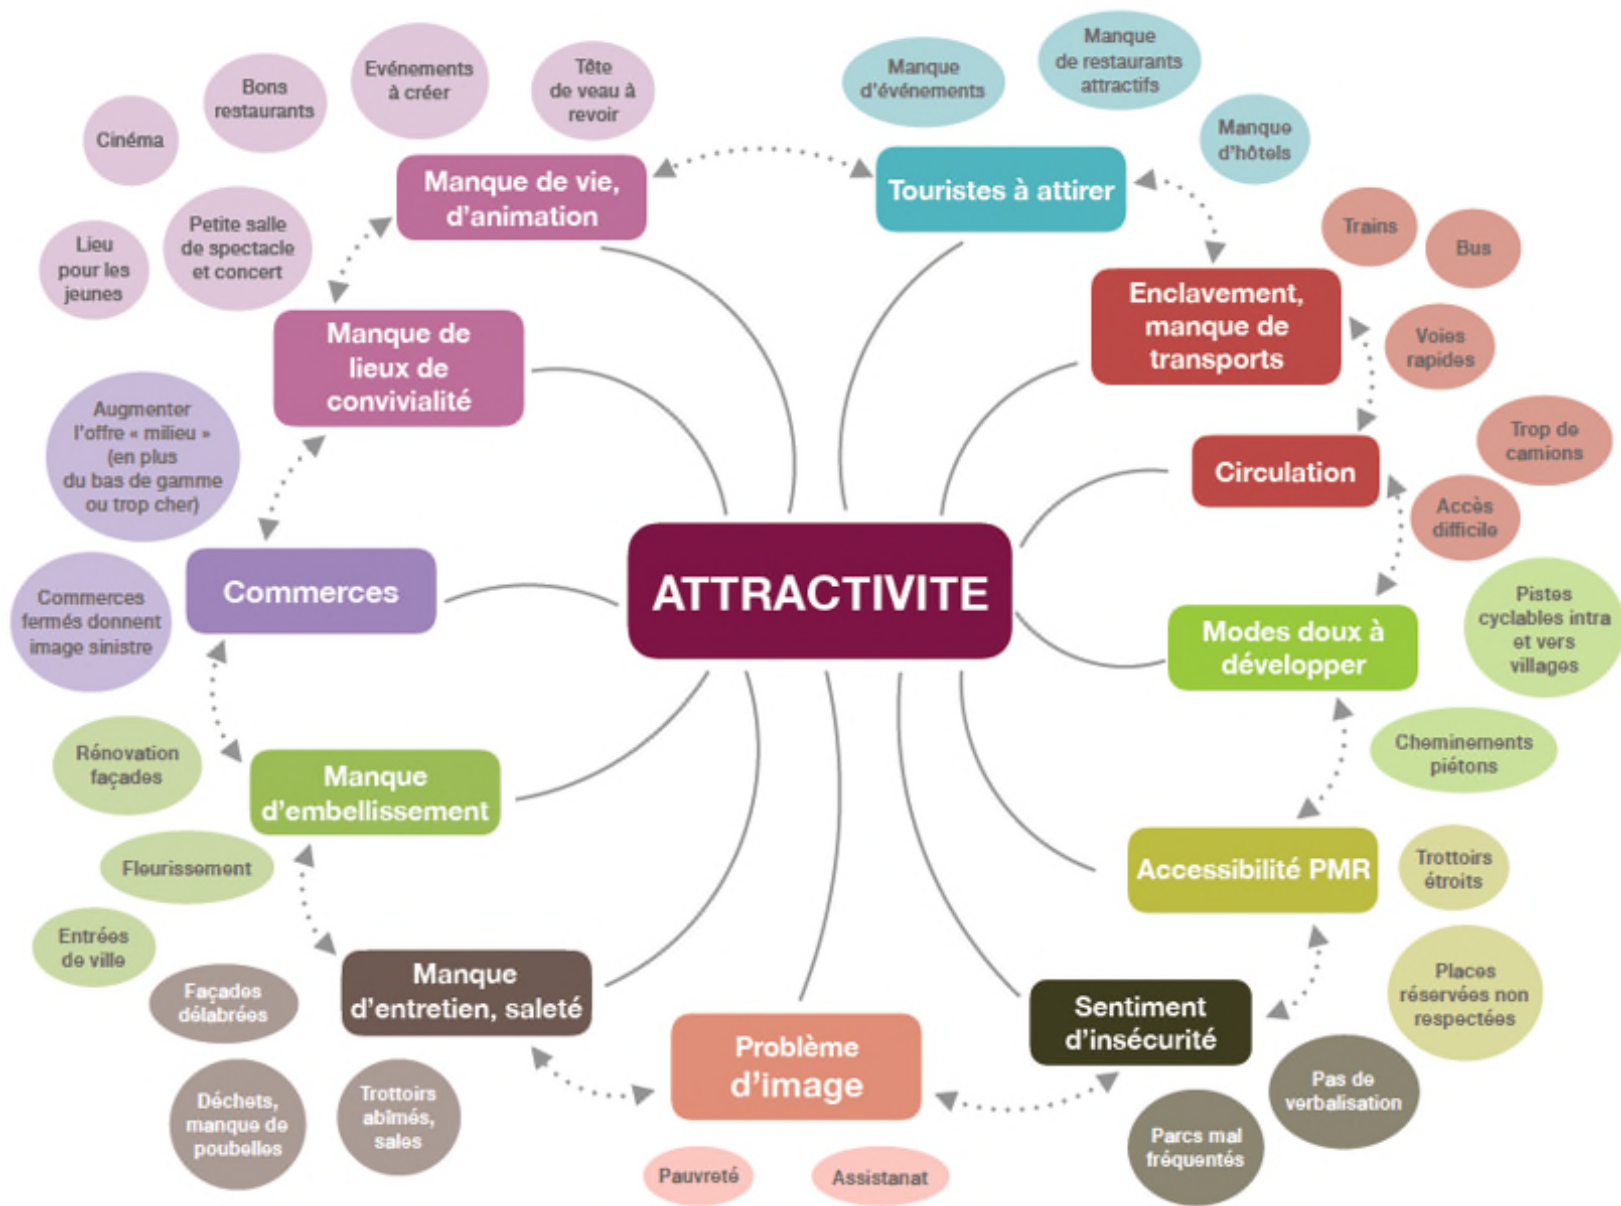 Tête
de veau à
revoir
Evénements
à créer
Bons
restaurants
Cinéma
Petite salle
de spectacle
et concert
Lieu
pour les
jeunes
Manque de vie,
d'animation
Manque de
lieux de
convivialité
Manque
d'événements
Manque
de restaurants
attractifs
Manque
d'hôtels
Touristes à attirer
Trains
Bus
Voies
rapides
Enclavement,
manque de
transports
Trop de
camions
Accès
difficile
Circulation
Augmenter
l'offre « milieu »
(en plus
du bas de gamme
ou trop cher)
Commerces
fermés donnent
image sinistre
Commerces
ATTRACTIVITE
Modes doux à
développer
Pistes
cyclables intra
et vers
villages
Cheminements
piétons
Rénovation
façades
Fleurissement
Entrées
de ville
Manque
d'embellissement
Accessibilité PMR
Trottoirs
étroits
Places
réservées non
respectées
Façades
délabrées
Déchets,
manque de
poubelles
Trottoirs
abîmés,
sales
Manque
d'entretien, saleté
Problème
d'image
Pauvreté
Assistanat
Sentiment
d'insécurité
Pas de
verbalisation
Parcs mal
fréquentés